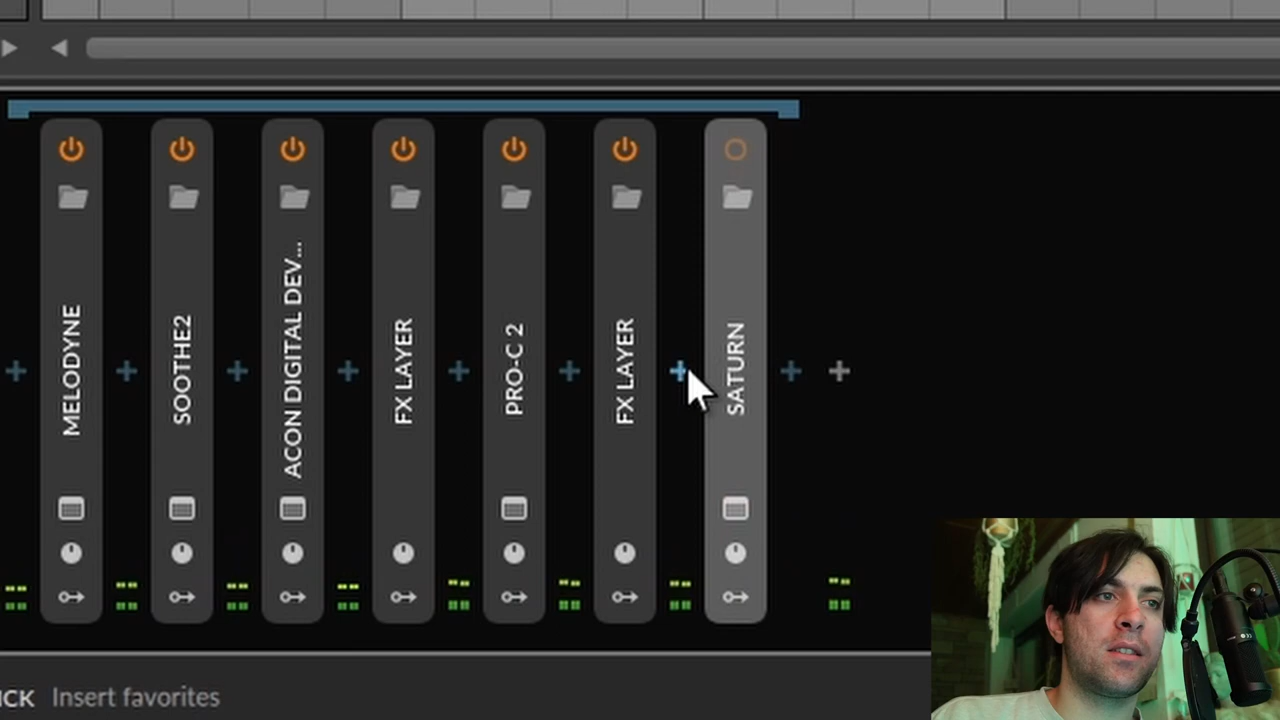 MELODYNE
SOOTHE2
ACON DIGITAL DEV...
FX LAYER
PRO-C 2
FX LAYER
SATURN
ICK Insert favorites